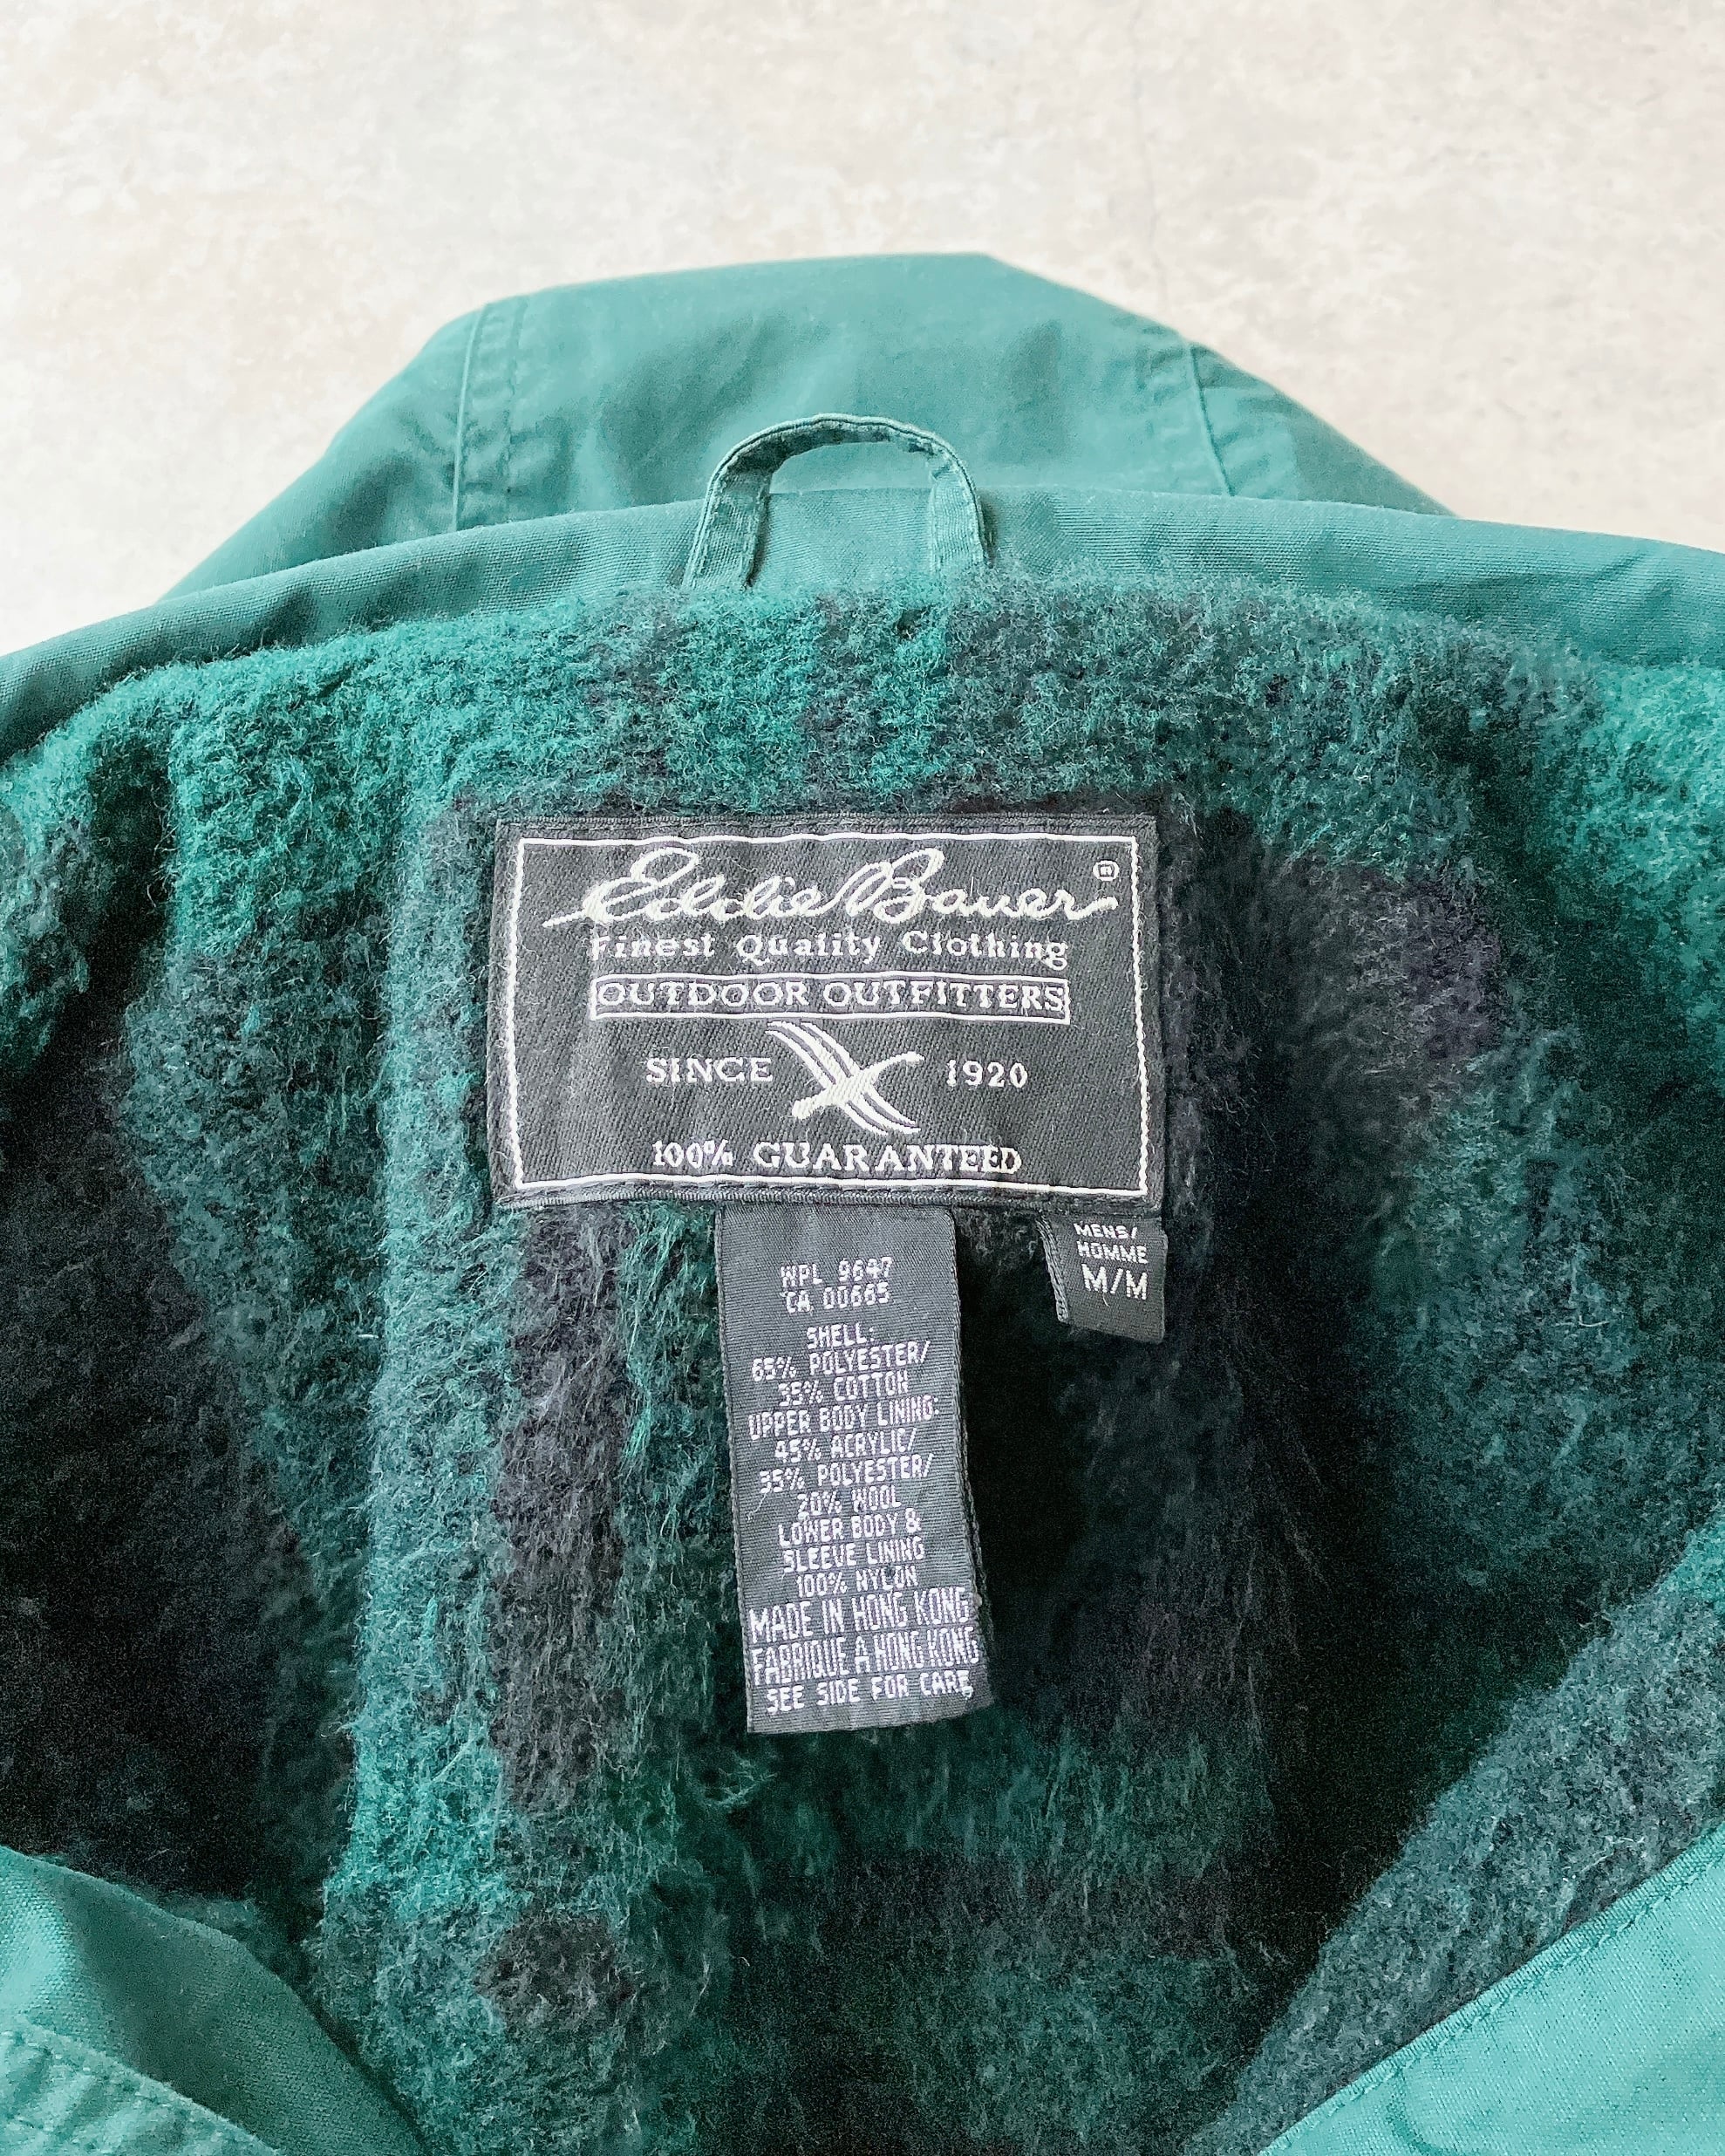 Eddie Bauer ®
Finest Quality Clothing
OUTDOOR OUTFITTERS
SINCE 1920
100% GUARANTEED
MENS/
HOMME
M/M
WPL 9647
CA 00665
SHELL:
65% POLYESTER/
35% COTTON
UPPER BODY LINING:
45% ACRYLIC/
35% POLYESTER/
20% WOOL
LOWER BODY &
SLEEVE LINING
100% NYLON
MADE IN HONG KONG
FABRIQUE A HONG KONG
SEE SIDE FOR CARE